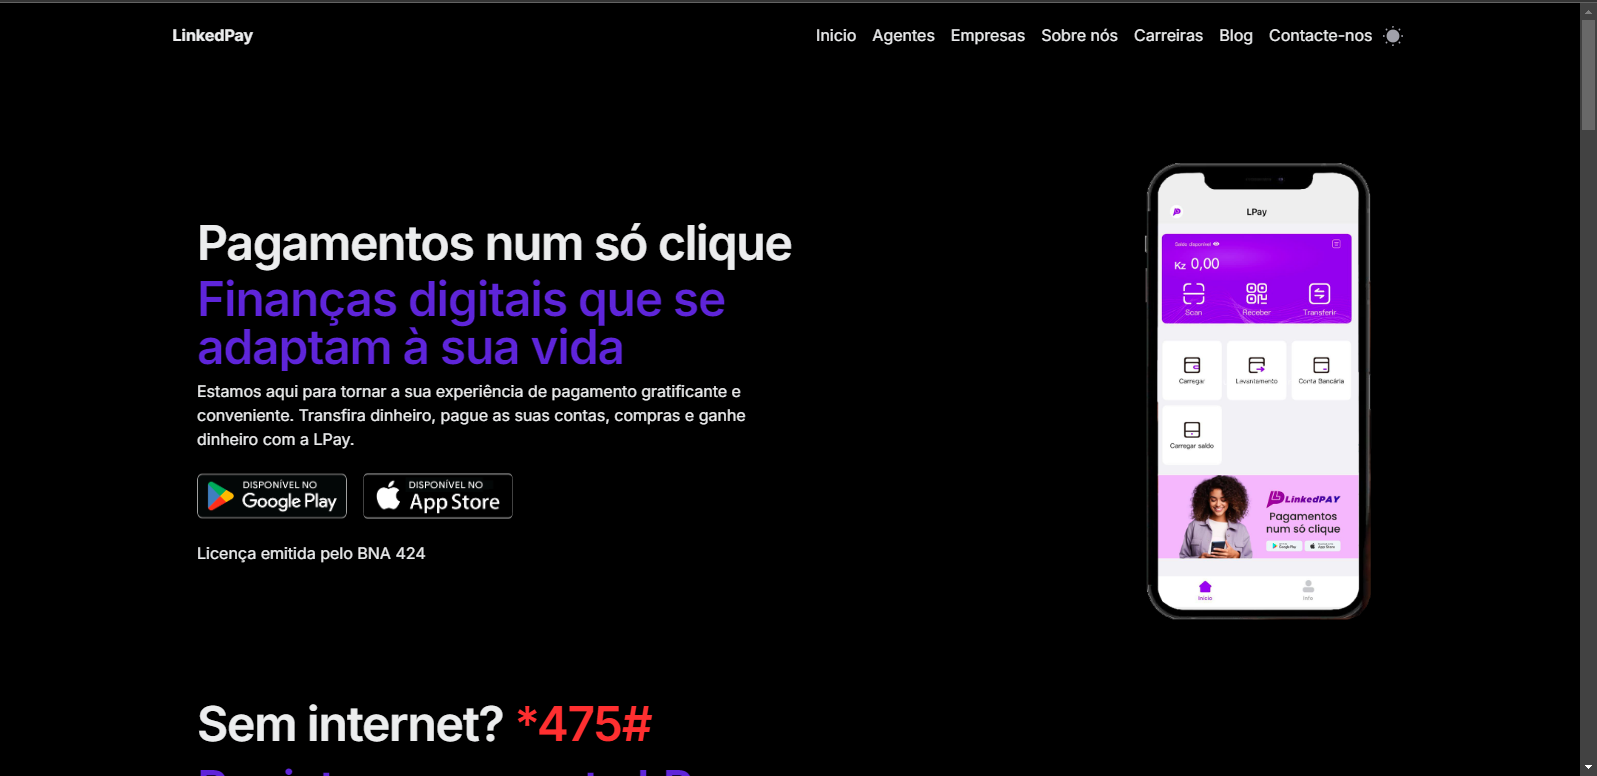 LinkedPay
Inicio Agentes Empresas Sobre nós Carreiras Blog Contacte-nos
Pagamentos num só clique
Finanças digitais que se
adaptam à sua vida
Estamos aqui para tornar a sua experiência de pagamento gratificante e
conveniente. Transfira dinheiro, pague as suas contas, compras e ganhe
dinheiro com a LPay.
DISPONÍVEL NO
Google Play
DISPONÍVEL NO
App Store
Licença emitida pelo BNA 424
LPay
Saldo disponível
Kz 0,00
Scan Receber Transferir
Carregar Levantamento Conta Bancária
Carregar saldo
LinkedPAY
Pagamentos
num só clique
Google Play App Store
Inicio Info
Sem internet? *475#